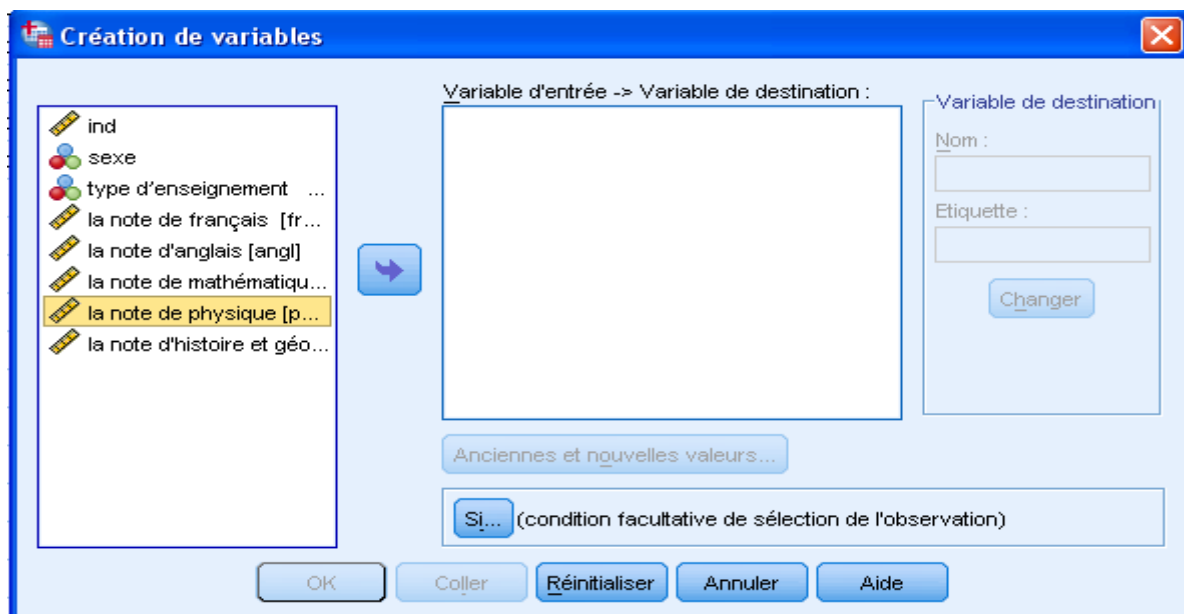 Création de variables
ind
sexe
type d'enseignement ...
la note de français [fr...
la note d'anglais [angl]
la note de mathématiqu...
la note de physique [p...
la note d'histoire et géo...
Variable d'entrée -> Variable de destination :
Variable de destination
Nom :
Etiquette :
Changer
Anciennes et nouvelles valeurs...
Si... (condition facultative de sélection de l'observation)
OK Coller Réinitialiser Annuler Aide